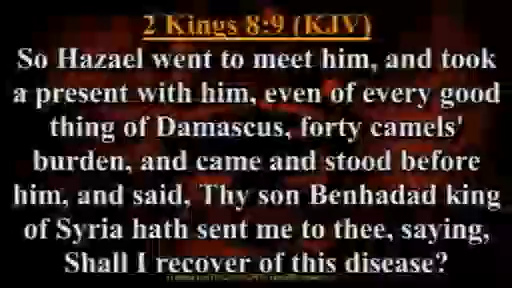 2 Kings 8:9 (KJV)
So Hazael went to meet him, and took
a present with him, even of every good
thing of Damascus, forty camels'
burden, and came and stood before
him, and said, Thy son Benhadad king
of Syria hath sent me to thee, saying,
Shall I recover of this disease?